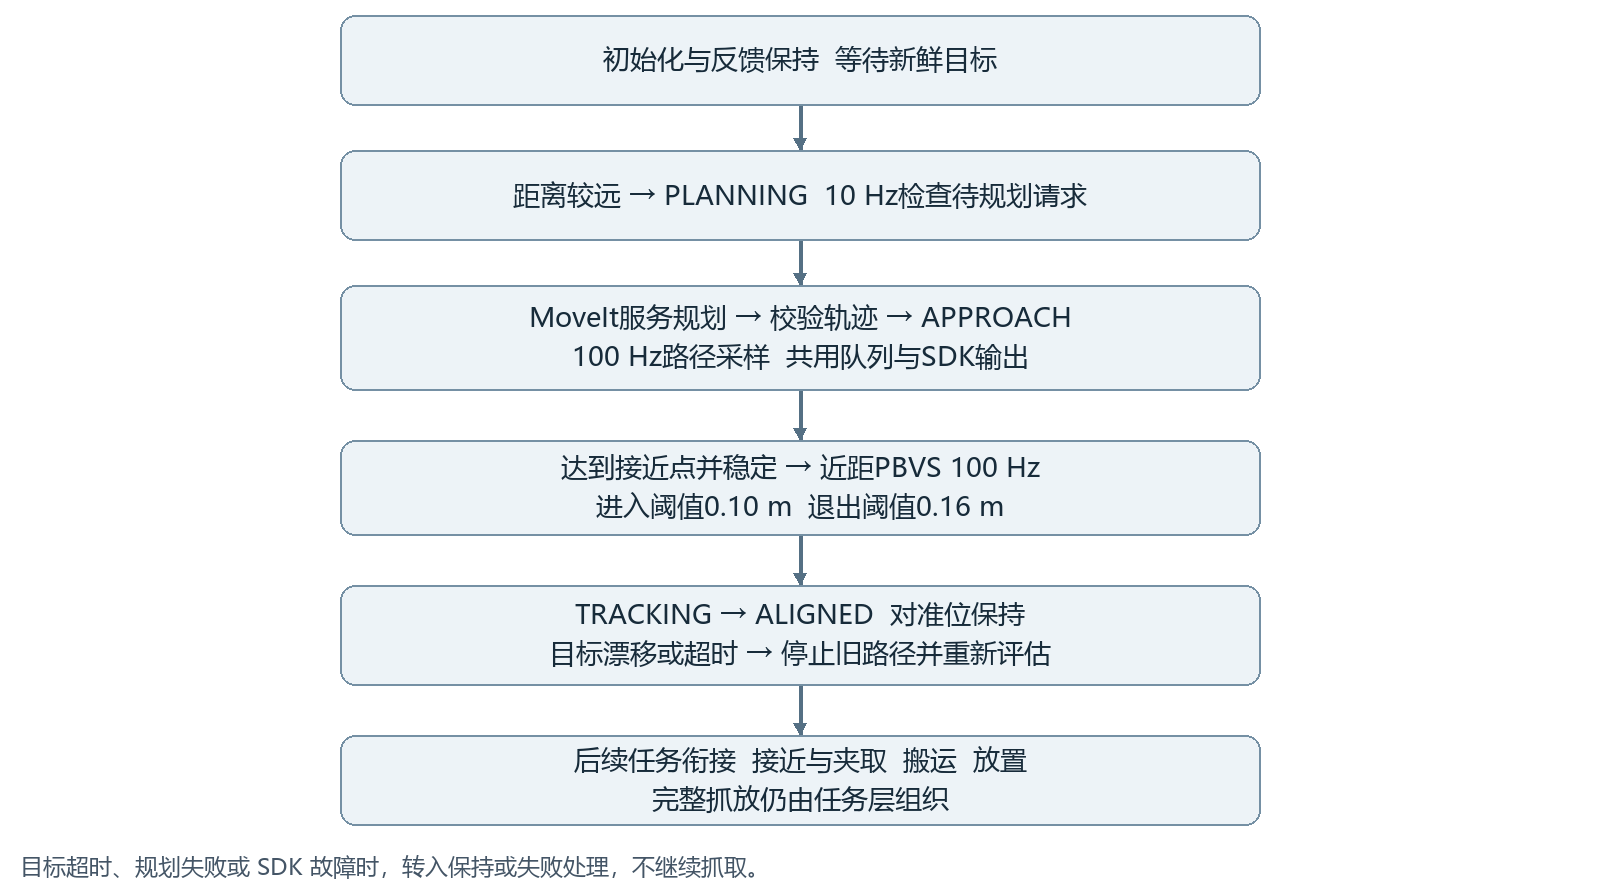 初始化与反馈保持  等待新鲜目标
距离较远 → PLANNING  10 Hz检查待规划请求
MoveIt服务规划 → 校验轨迹 → APPROACH
100 Hz路径采样  共用队列与SDK输出
达到接近点并稳定 → 近距PBVS 100 Hz
进入阈值0.10 m  退出阈值0.16 m
TRACKING → ALIGNED  对准位保持
目标漂移或超时 → 停止旧路径并重新评估
后续任务衔接  接近与夹取  搬运  放置
完整抓放仍由任务层组织
目标超时、规划失败或 SDK 故障时，转入保持或失败处理，不继续抓取。